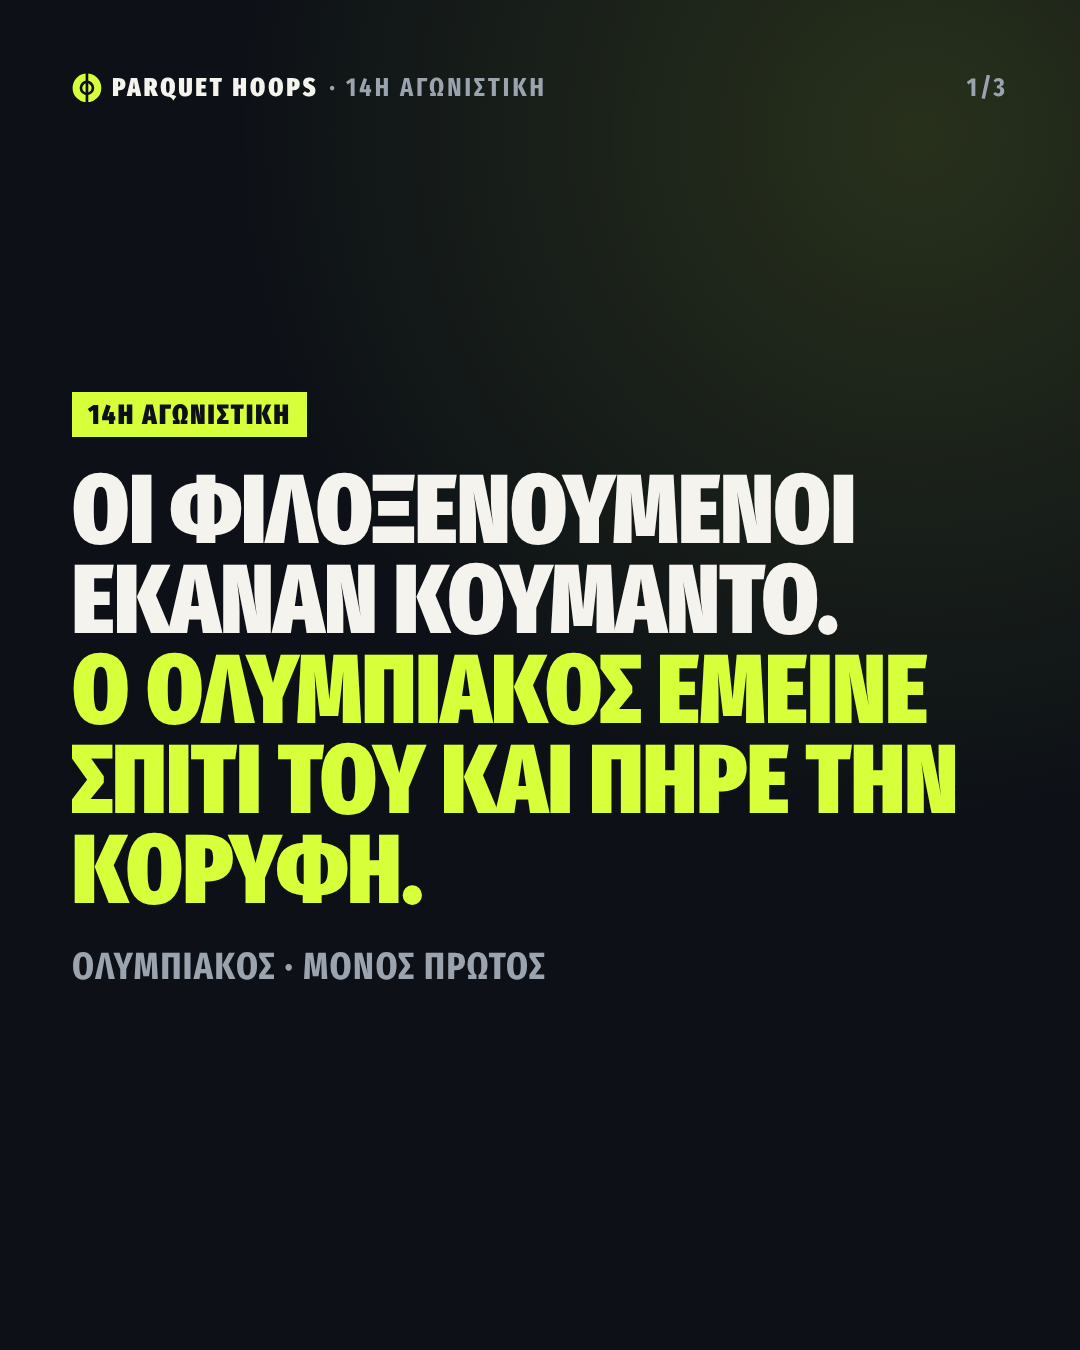 PARQUET HOOPS · 14Η ΑΓΩΝΙΣΤΙΚΗ
1/3
14Η ΑΓΩΝΙΣΤΙΚΗ
ΟΙ ΦΙΛΟΞΕΝΟΥΜΕΝΟΙ
ΕΚΑΝΑΝ ΚΟΥΜΑΝΤΟ.
Ο ΟΛΥΜΠΙΑΚΟΣ ΕΜΕΙΝΕ
ΣΠΙΤΙ ΤΟΥ ΚΑΙ ΠΗΡΕ ΤΗΝ
ΚΟΡΥΦΗ.
ΟΛΥΜΠΙΑΚΟΣ · ΜΟΝΟΣ ΠΡΩΤΟΣ